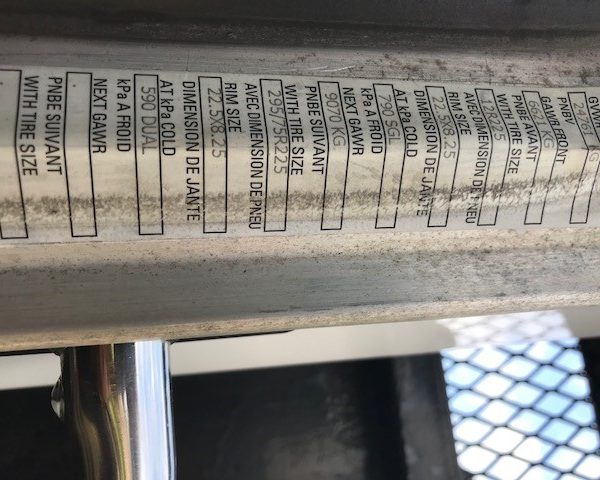 GVWR
PNBV
GAWR FRONT
KG
PNBE AVANT
WITH TIRE SIZE
AVEC DIMENSION DE PNEU
RIM SIZE
22.5X8.25
DIMENSION DE JANTE
AT kPa COLD
790 SGL
kPa A FROID
NEXT GAWR
9070 KG
PNBE SUIVANT
WITH TIRE SIZE
295/75R225
AVEC DIMENSION DE PNEU
RIM SIZE
22.5X8.25
DIMENSION DE JANTE
AT kPa COLD
590 DUAL
kPa A FROID
NEXT GAWR
PNBE SUIVANT
WITH TIRE SIZE